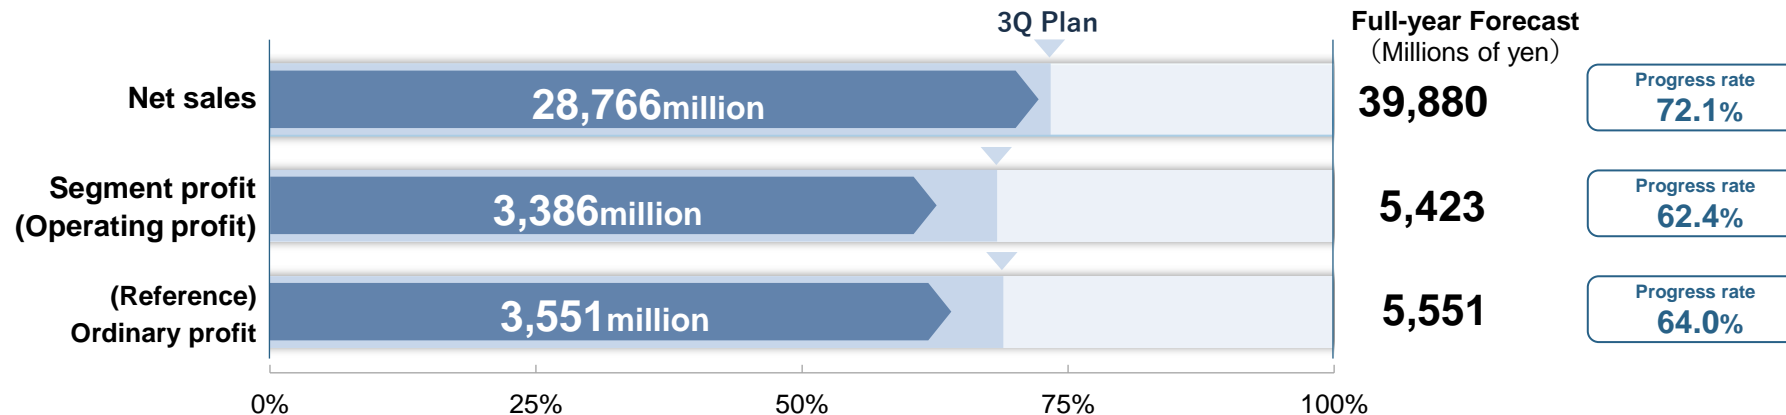 3Q Plan
Full-year Forecast
（Millions of yen）
Net sales
28,766million
39,880
Progress rate
72.1%
Segment profit
(Operating profit)
3,386million
5,423
Progress rate
62.4%
(Reference)
Ordinary profit
3,551million
5,551
Progress rate
64.0%
0% 25% 50% 75% 100%